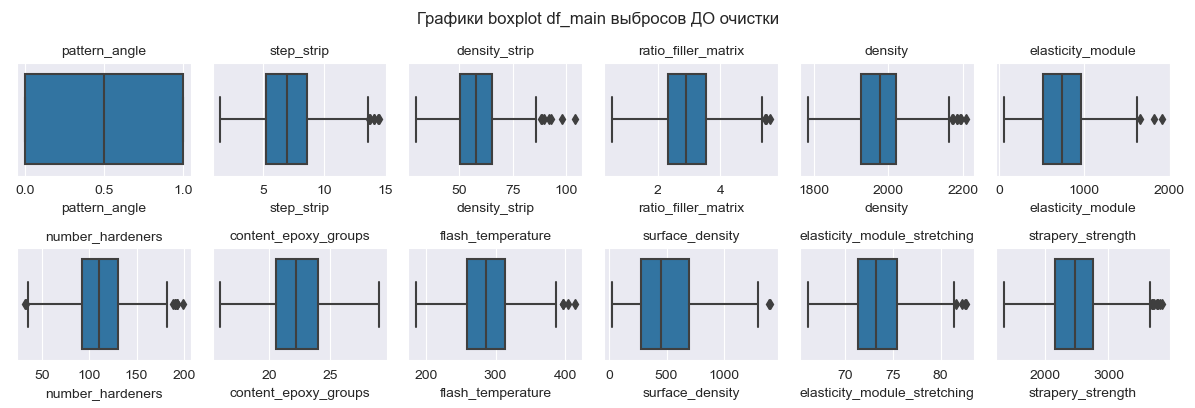 Графики boxplot df_main выбросов ДО очистки
pattern_angle step_strip density_strip ratio_filler_matrix density elasticity_module
0.0 0.5 1.0 5 10 15 50 75 100 2 4 1800 2000 2200 0 1000 2000
pattern_angle step_strip density_strip ratio_filler_matrix density elasticity_module
number_hardeners content_epoxy_groups flash_temperature surface_density elasticity_module_stretching strapery_strength
50 100 150 200 20 25 200 300 400 0 500 1000 70 75 80 2000 3000
number_hardeners content_epoxy_groups flash_temperature surface_density elasticity_module_stretching strapery_strength